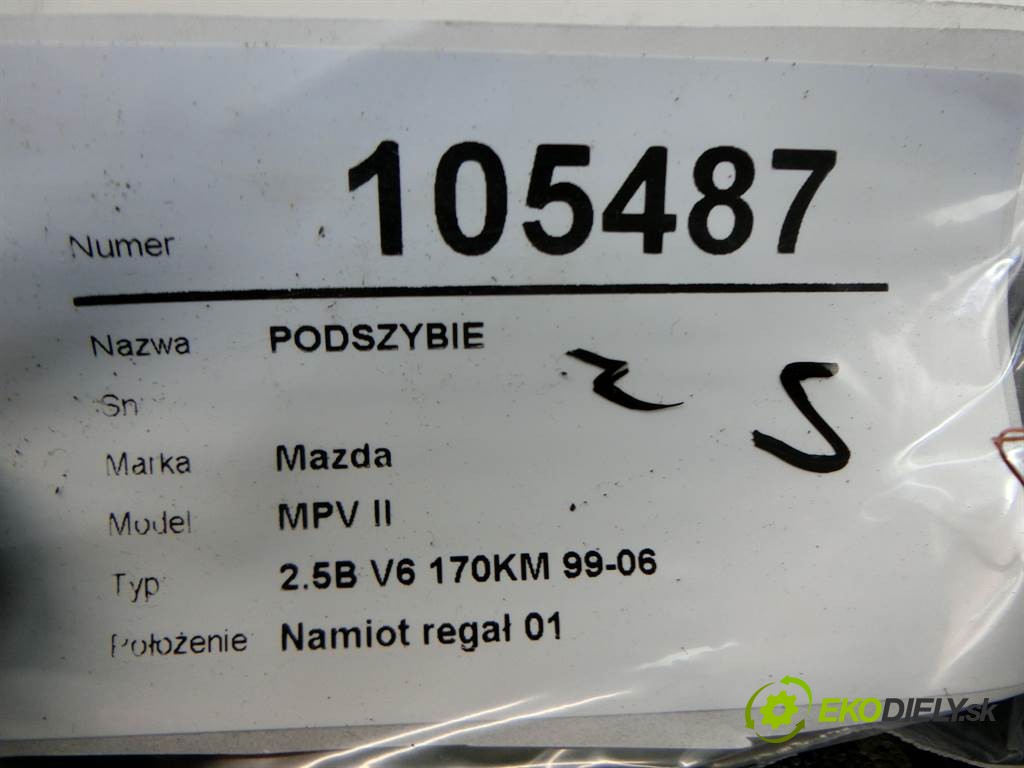 Numer 105487
Nazwa PODSZYBIE
Sn
Marka Mazda
Model MPV II
Typ 2.5B V6 170KM 99-06
Położenie Namiot regał 01
EKODIELY.sk